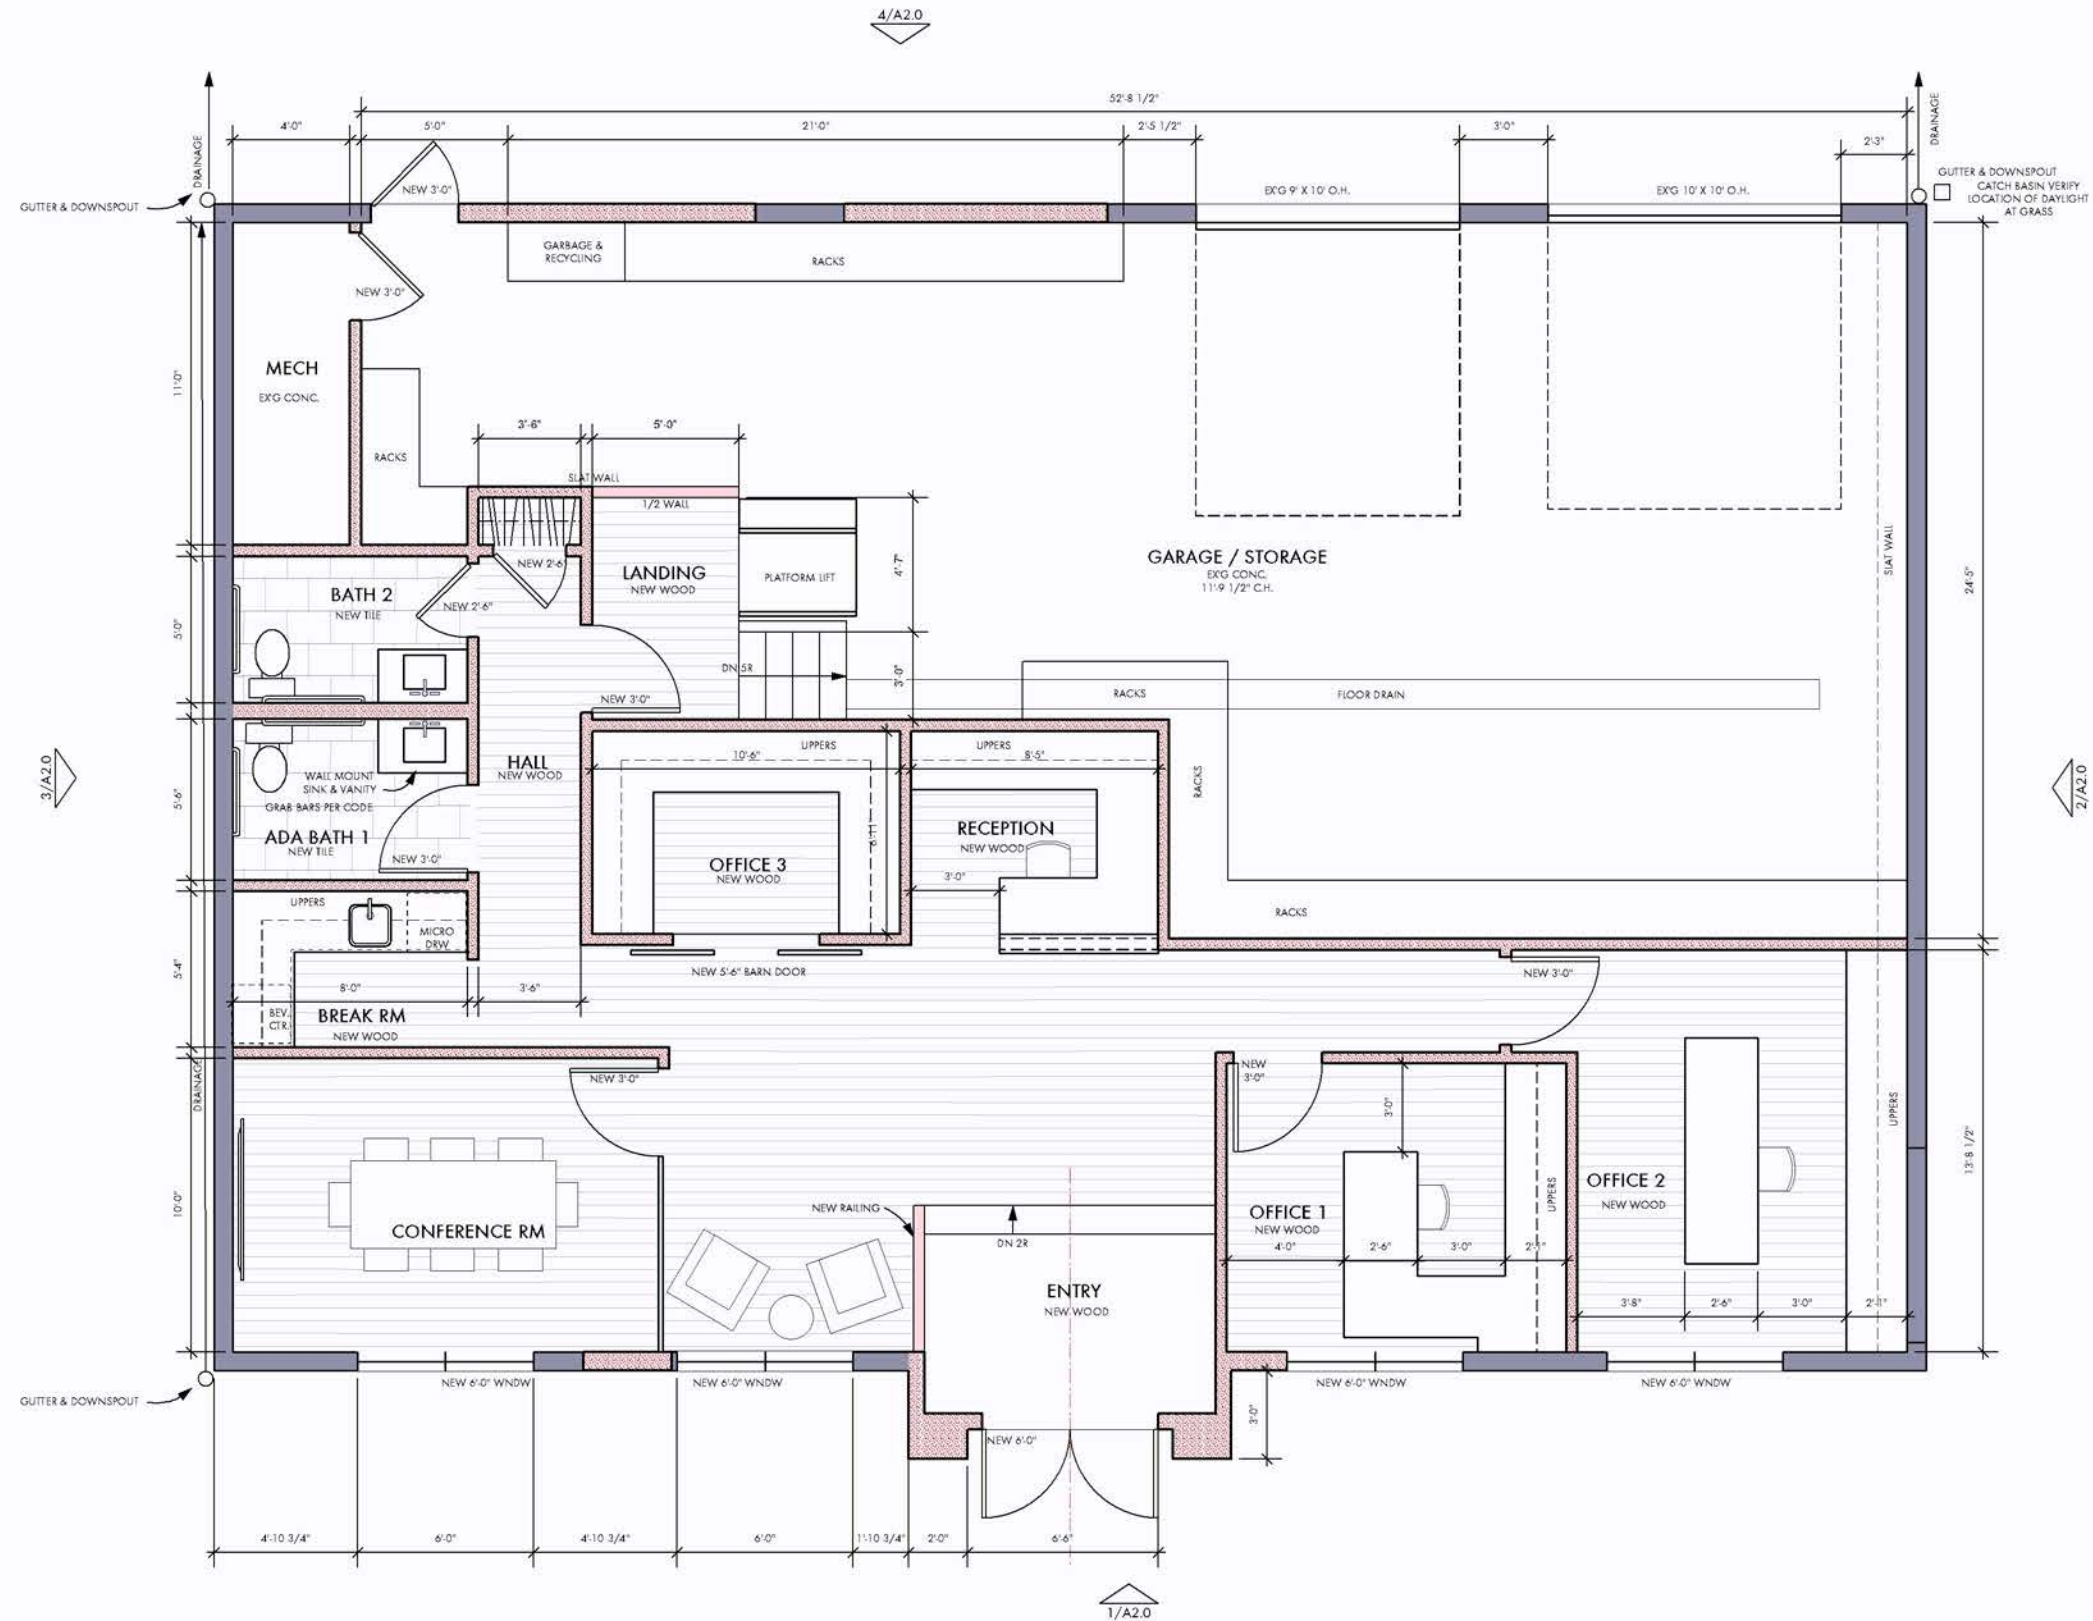 4/A2.0
52'-8 1/2"
4'-0"
5'-0"
21'-0"
2'-5 1/2"
3'-0"
2'-3"
DRAINAGE
DRAINAGE
NEW 3'-0"
EX'G 9' X 10' O.H.
EX'G 10' X 10' O.H.
GUTTER & DOWNSPOUT
GUTTER & DOWNSPOUT
CATCH BASIN VERIFY
LOCATION OF DAYLIGHT
AT GRASS
GARBAGE &
RECYCLING
RACKS
NEW 3'-0"
MECH
EX'G CONC.
11'-0"
RACKS
3'-6"
5'-0"
SLAT WALL
1/2 WALL
NEW 2'-6"
LANDING
NEW WOOD
PLATFORM LIFT
4'-7"
GARAGE / STORAGE
EX'G CONC.
11'-9 1/2" C.H.
SLAT WALL
24'-5"
BATH 2
NEW TILE
NEW 2'-6"
5'-0"
DN 5R
3'-0"
NEW 3'-0"
RACKS
FLOOR DRAIN
3/A2.0
2/A2.0
HALL
NEW WOOD
WALL MOUNT
SINK & VANITY
GRAB BARS PER CODE
ADA BATH 1
NEW TILE
NEW 3'-0"
5'-6"
UPPERS
10'-6"
6'-11"
OFFICE 3
NEW WOOD
UPPERS
8'-5"
RECEPTION
NEW WOOD
3'-0"
RACKS
RACKS
UPPERS
MICRO
DRW
5'-4"
8'-0"
3'-6"
BEV.
CTR.
BREAK RM
NEW WOOD
NEW 5'-6" BARN DOOR
NEW 3'-0"
DRAINAGE
NEW 3'-0"
NEW
3'-0"
3'-0"
UPPERS
13'-8 1/2"
10'-0"
CONFERENCE RM
NEW RAILING
DN 2R
ENTRY
NEW WOOD
OFFICE 1
NEW WOOD
UPPERS
4'-0"
2'-6"
3'-0"
2'-1"
OFFICE 2
NEW WOOD
3'-8"
2'-6"
3'-0"
2'-1"
GUTTER & DOWNSPOUT
NEW 6'-0" WNDW
NEW 6'-0" WNDW
NEW 6'-0" WNDW
NEW 6'-0" WNDW
NEW 6'-0"
3'-0"
4'-10 3/4"
6'-0"
4'-10 3/4"
6'-0"
1'-10 3/4"
2'-0"
6'-6"
1/A2.0